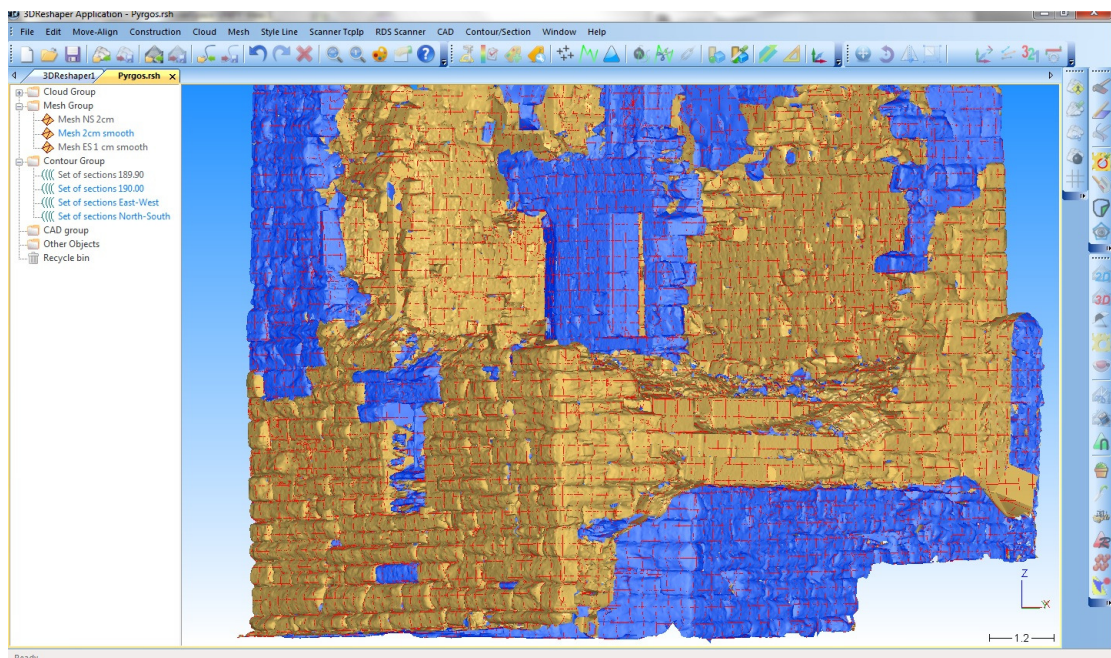 3DReshaper Application - Pyrgos.rsh
File Edit Move-Align Construction Cloud Mesh Style Line Scanner Tcplp RDS Scanner CAD Contour/Section Window Help
3DReshaper1 Pyrgos.rsh x
Cloud Group
Mesh Group
Mesh NS 2cm
Mesh 2cm smooth
Mesh ES 1 cm smooth
Contour Group
Set of sections 189.90
Set of sections 190.00
Set of sections East-West
Set of sections North-South
CAD group
Other Objects
Recycle bin
Z
X
1.2
Ready